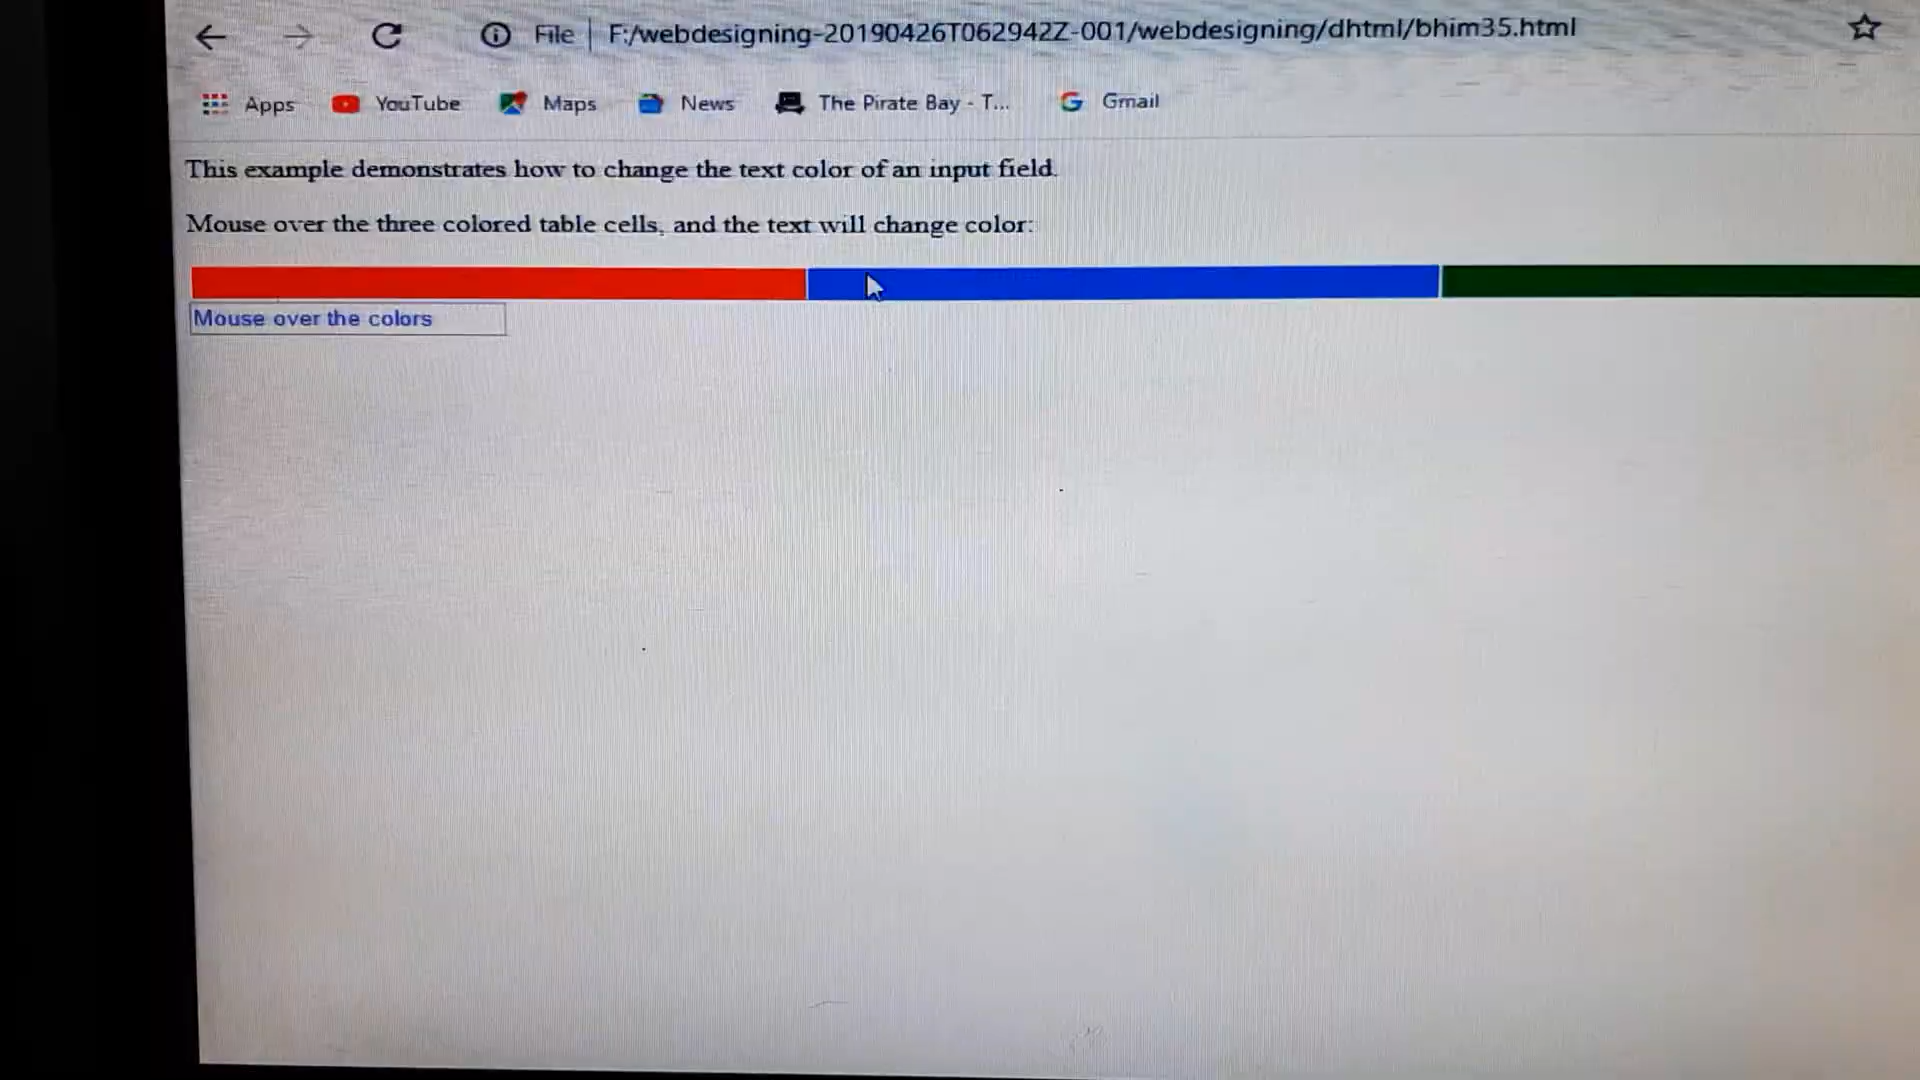 File F:/webdesigning-20190426T062942Z-001/webdesigning/dhtml/bhim35.html
Apps YouTube Maps News The Pirate Bay - T... Gmail
This example demonstrates how to change the text color of an input field.
Mouse over the three colored table cells, and the text will change color:
Mouse over the colors